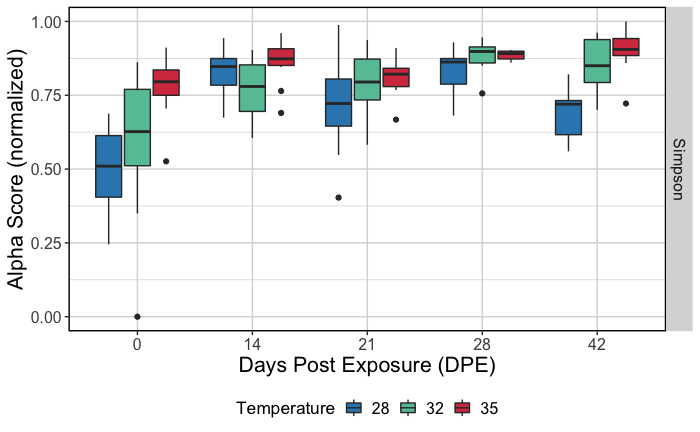 Alpha Score (normalized)
1.00
0.75
0.50
0.25
0.00
Simpson
0 14 21 28 42
Days Post Exposure (DPE)
Temperature 28 32 35